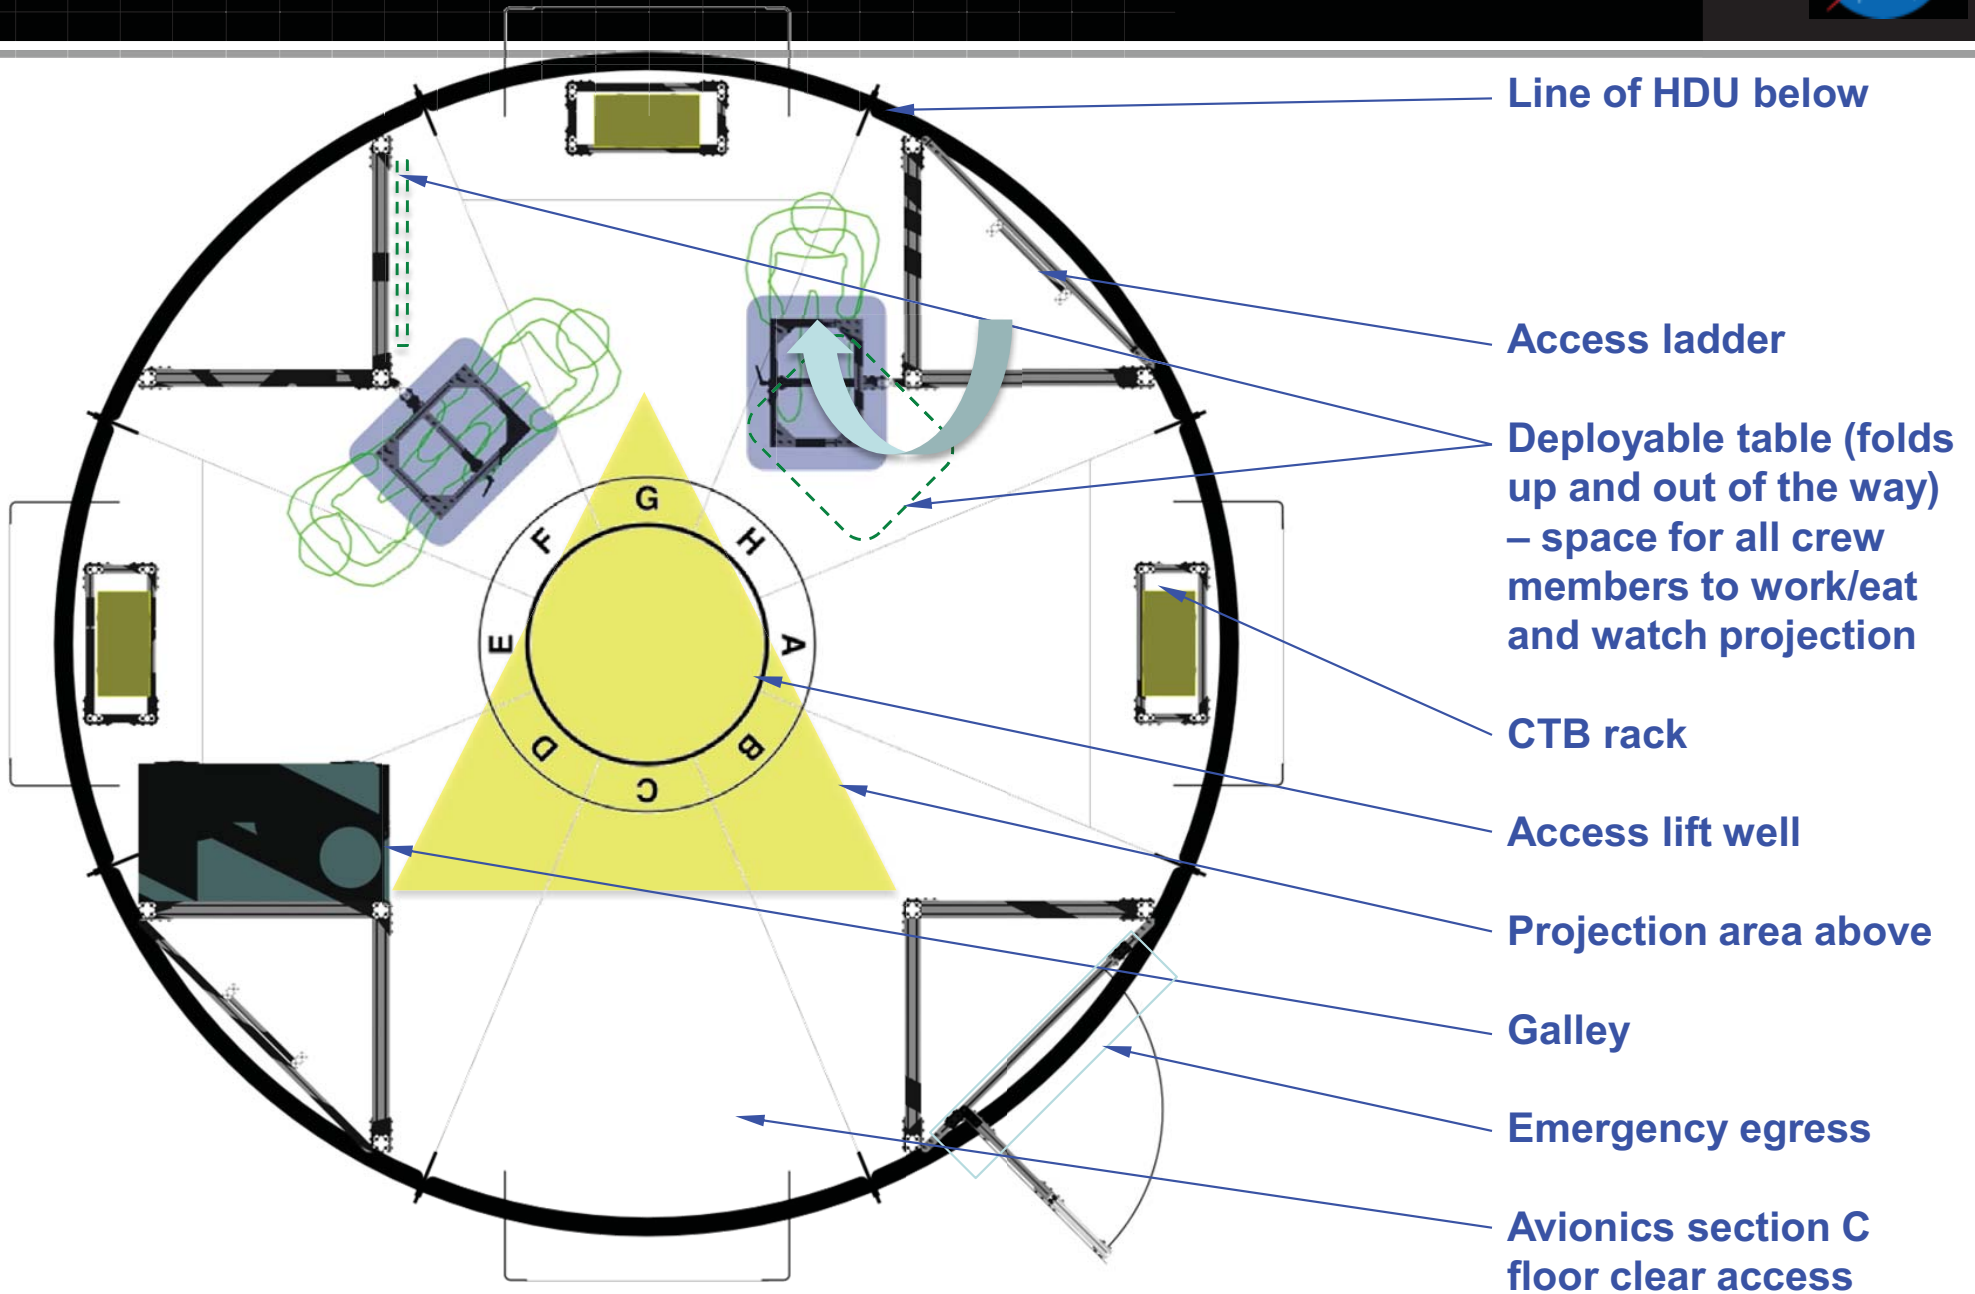 Line of HDU below
Access ladder
Deployable table (folds
up and out of the way)
– space for all crew
members to work/eat
and watch projection
CTB rack
Access lift well
Projection area above
Galley
Emergency egress
Avionics section C
floor clear access
G
F
H
E
A
D
B
C